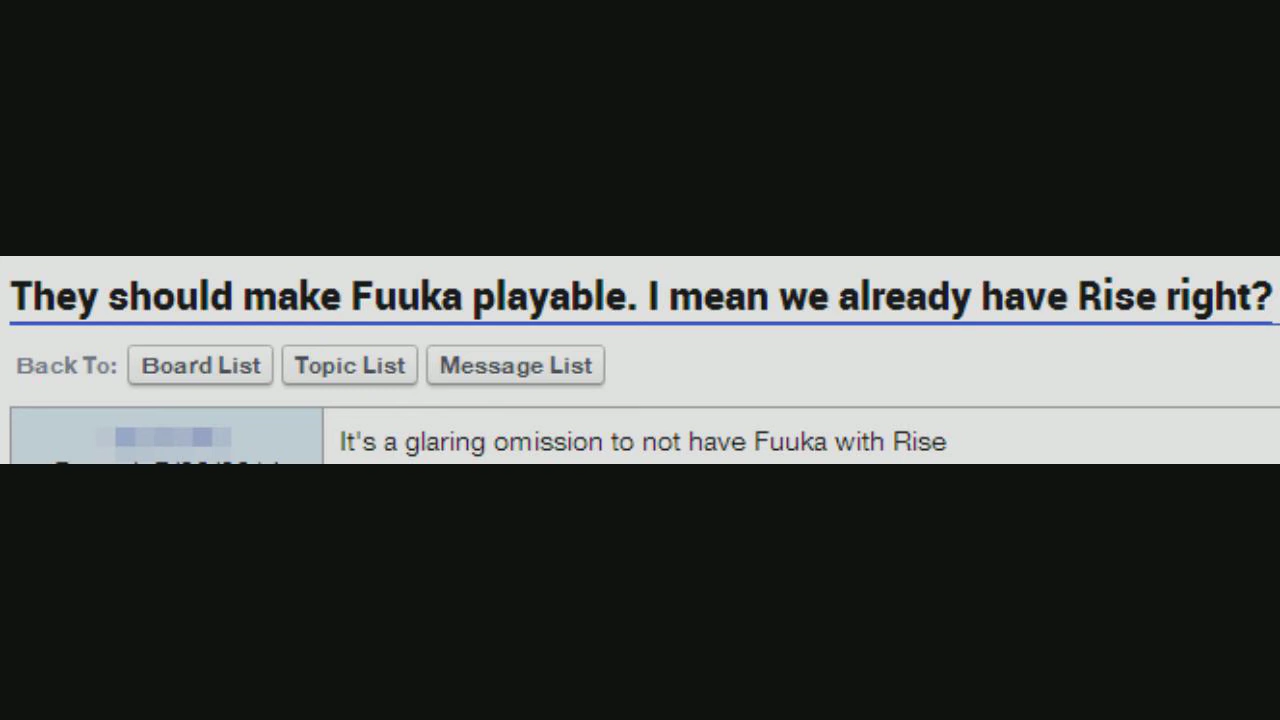 They should make Fuuka playable. I mean we already have Rise right?
Back To: Board List Topic List Message List
It's a glaring omission to not have Fuuka with Rise